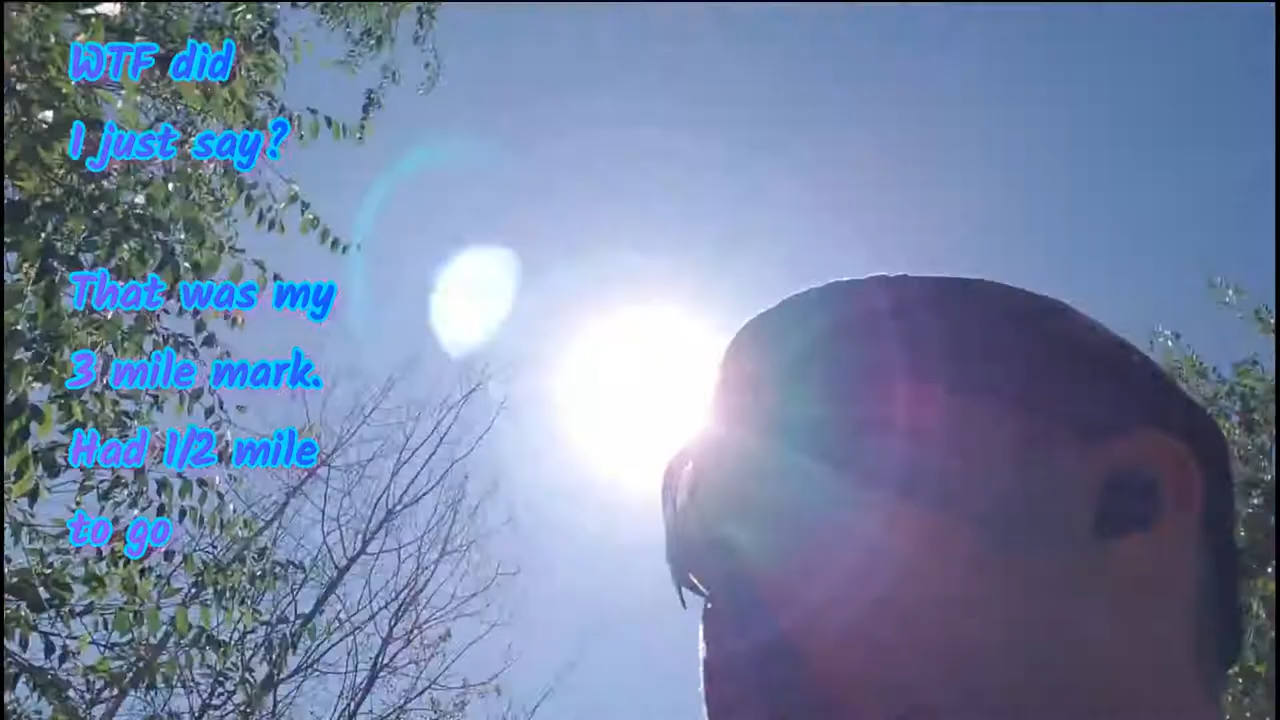 WTF did
I just say?
That was my
3 mile mark.
Had 1/2 mile
to go